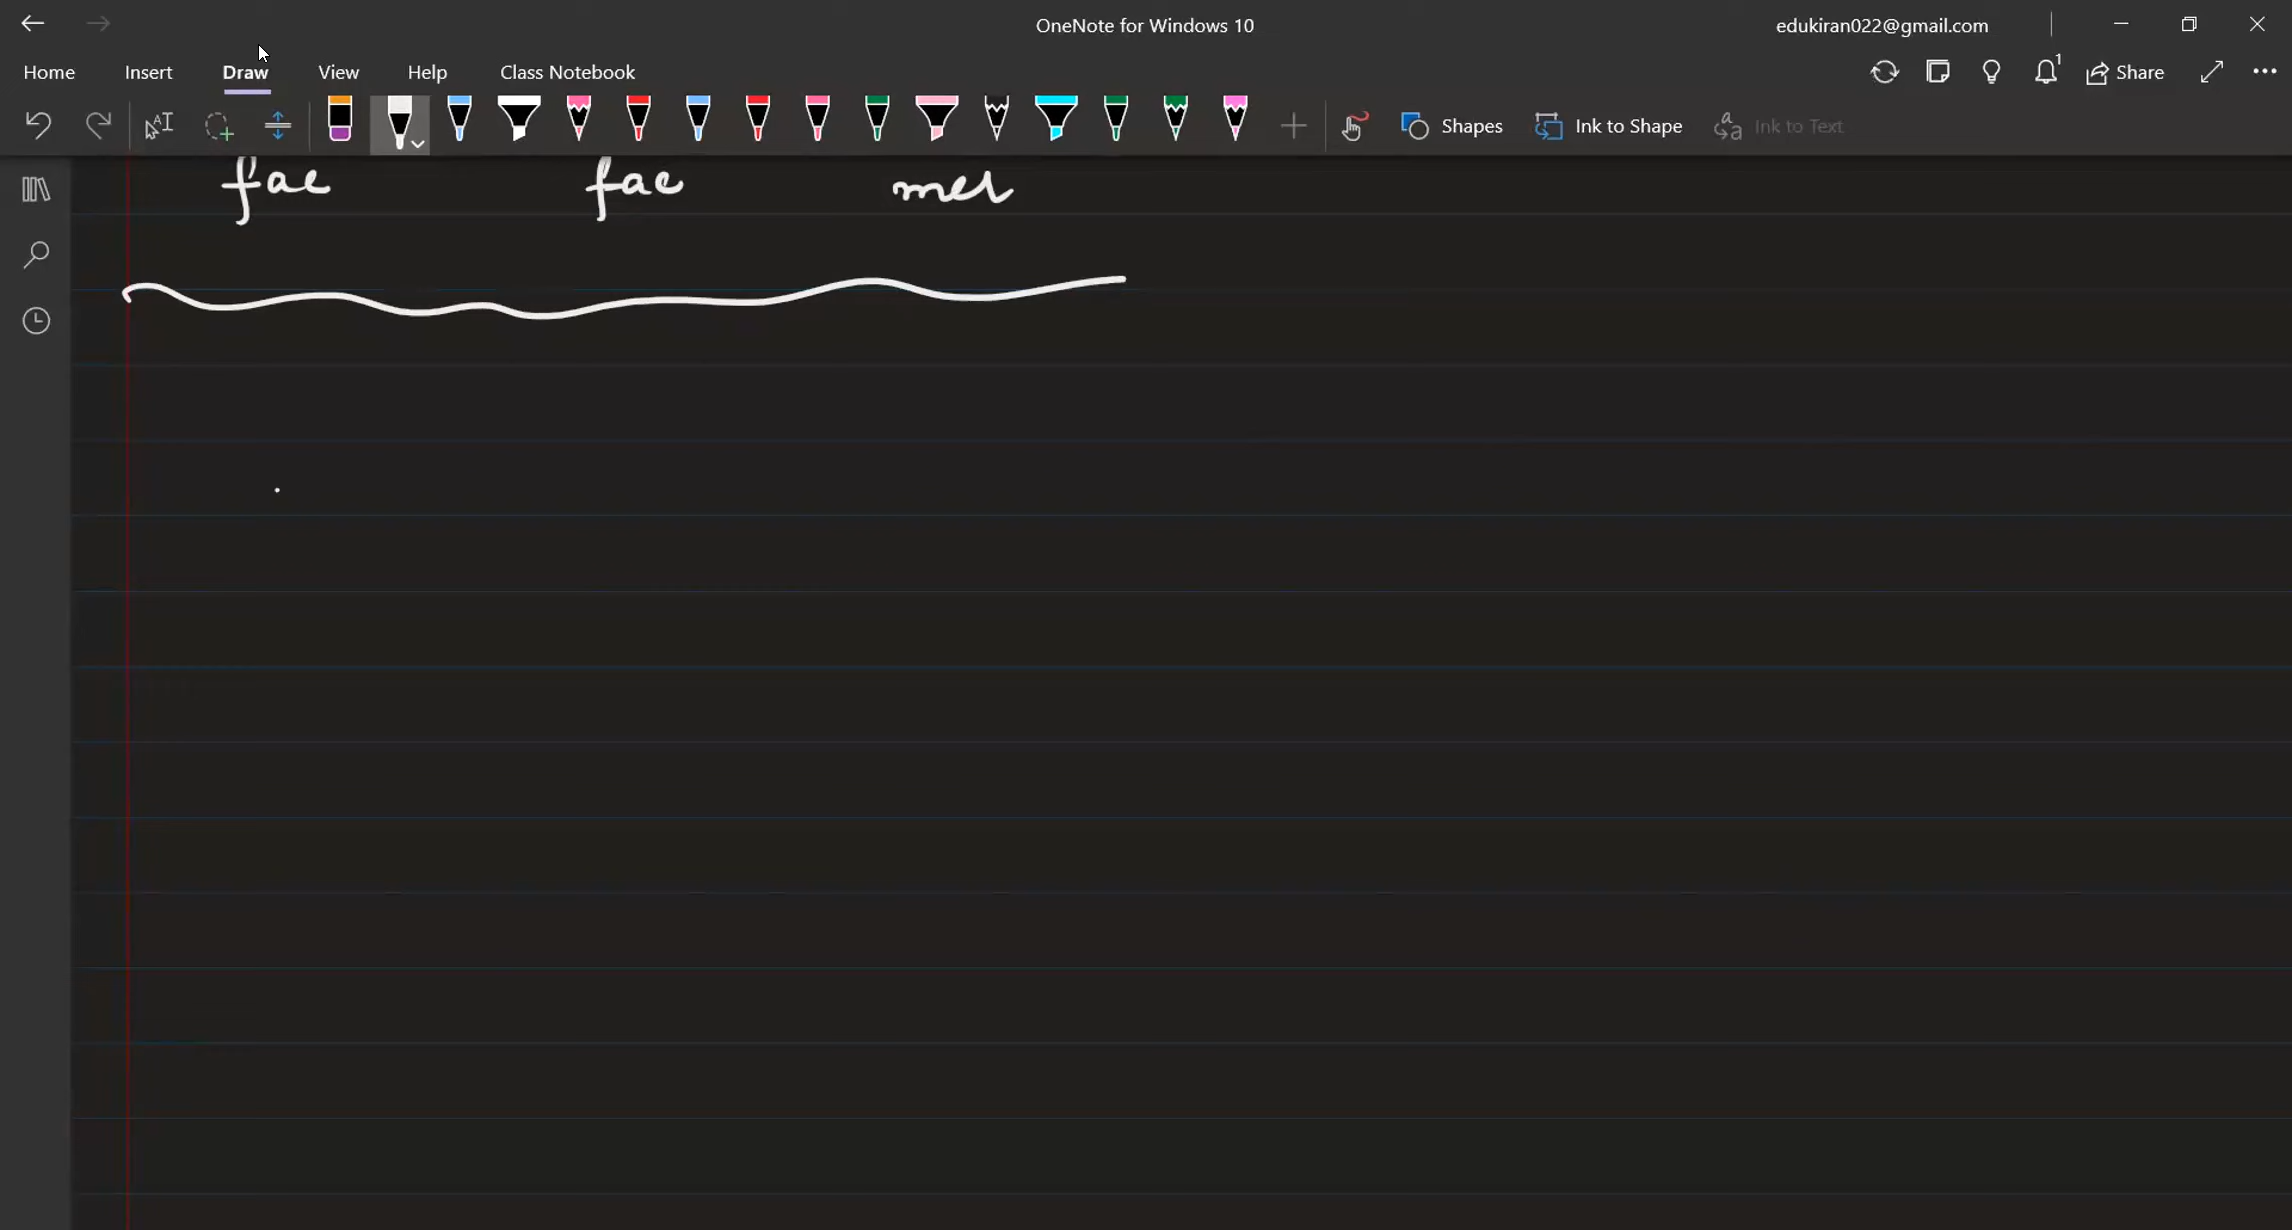 OneNote for Windows 10 edukiran022@gmail.com
Home Insert Draw View Help Class Notebook Share
Shapes Ink to Shape Ink to Text
fac fac mer